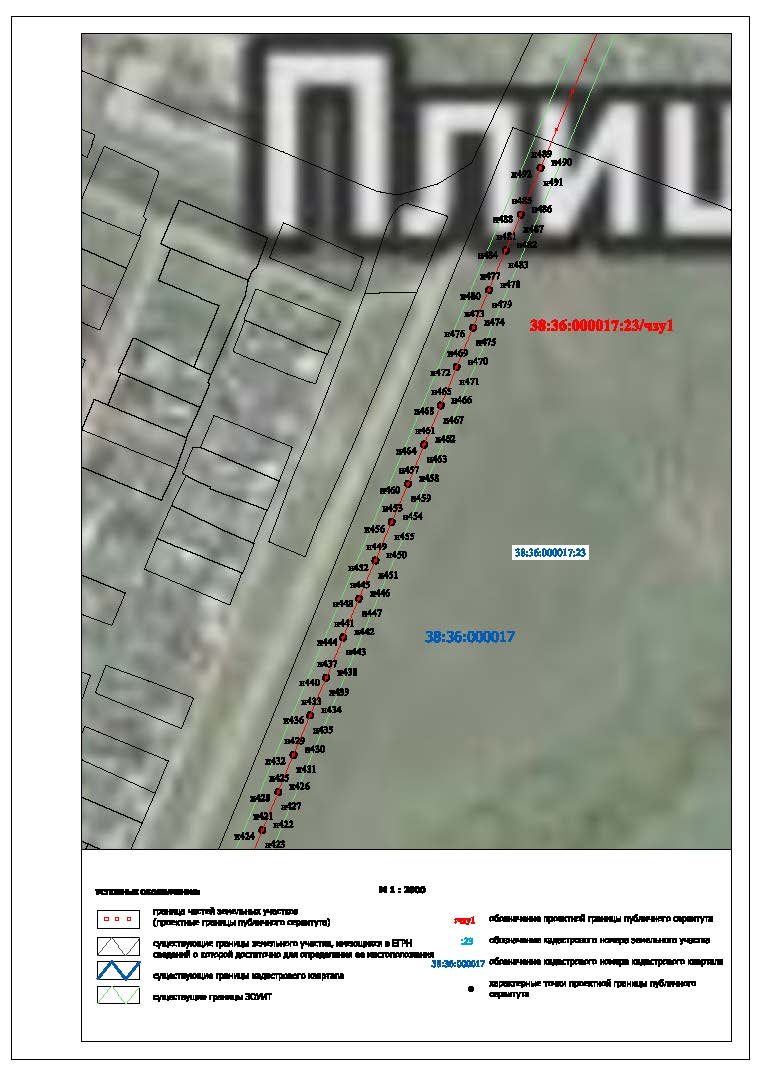 Плиц
н489
н490
н492
н491
н485
н486
н488
н487
н481
н482
н484
н483
н477
н478
н480
н479
н473
н474
38:36:000017:23/чзу1
н476
н475
н469
н470
н472
н471
н465
н466
н468
н467
н461
н462
н464
н463
н457
н458
н460
н459
н453
н454
н456
н455
н449
н450
38:36:000017:23
н452
н451
н445
н446
н448
н447
н441
н442
38:36:000017
н444
н443
н437
н438
н440
н439
н433
н434
н436
н435
н429
н430
н432
н431
н425
н426
н428
н427
н421
н422
н424
н423
Условные обозначения:
М 1 : 2000
граница частей земельных участков
(проектные границы публичного сервитута)
существующие границы земельного участка, имеющиеся в ЕГРН
сведений о которой достаточно для определения ее местоположения
существующие границы кадастрового квартала
существущие границы ЗОУИТ
:чзу1 обозначение проектной границы публичного сервитута
:23 обозначение кадастрового номера земельного участка
38:36:000017 обозначение кадастрового номера кадастрового квартала
характерные точки проектной границы публичного
сервитута